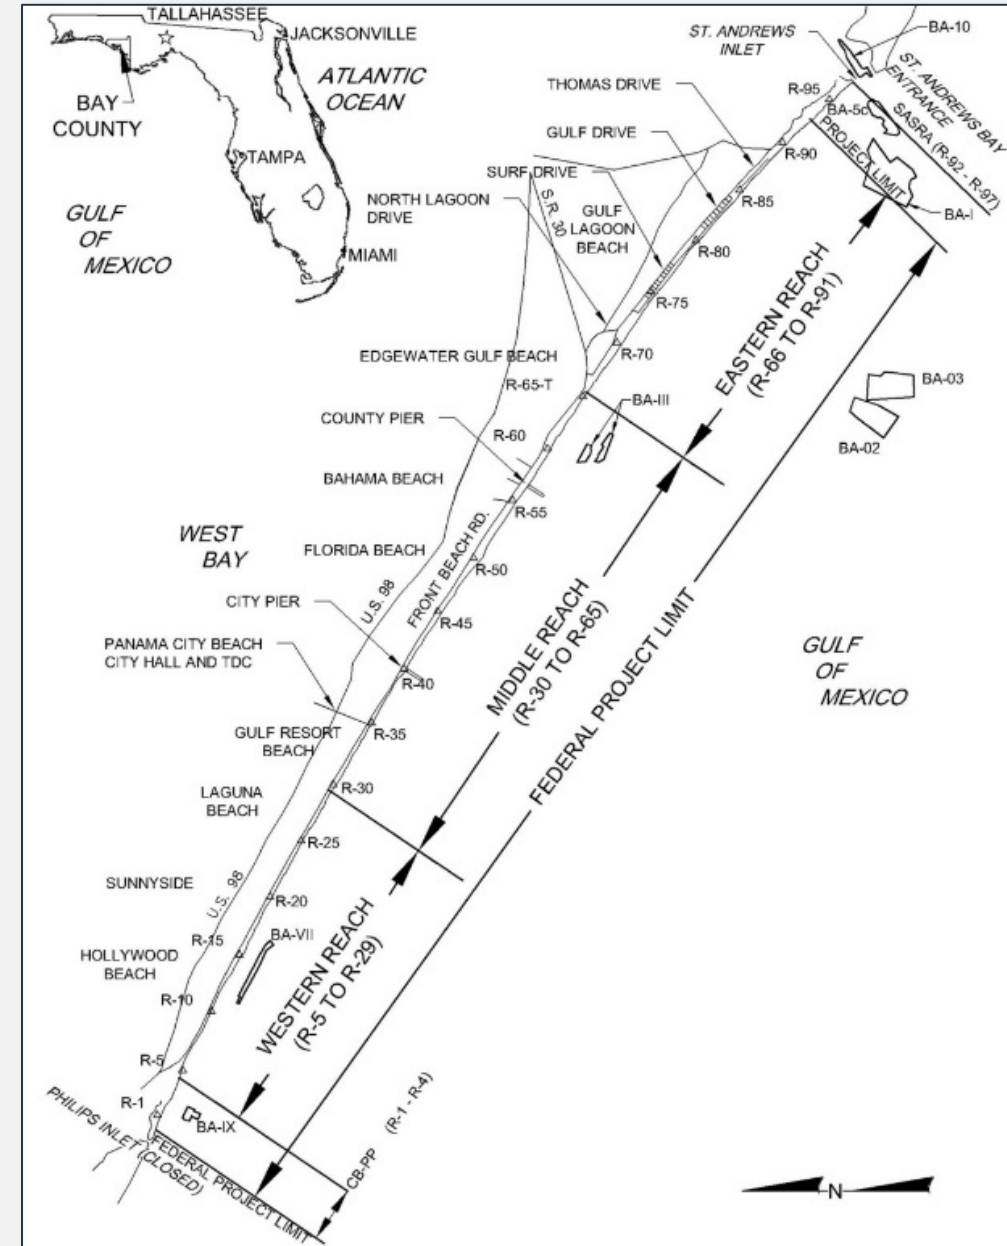 TALLAHASSEE
JACKSONVILLE
ATLANTIC
OCEAN
BAY
COUNTY
TAMPA
GULF
OF
MEXICO
MIAMI
ST. ANDREWS
INLET
BA-10
ST. ANDREWS BAY
ENTRANCE
SASRA (R-92 - R-97)
THOMAS DRIVE
R-95
BA-5c
PROJECT LIMIT
GULF DRIVE
R-90
SURF DRIVE
R-85
BA-I
NORTH LAGOON
DRIVE
S.R. 30
GULF
LAGOON
BEACH
R-80
R-75
EASTERN REACH
(R-66 TO R-91)
EDGEWATER GULF BEACH
R-70
R-65-T
BA-III
BA-03
BA-02
COUNTY PIER
R-60
BAHAMA BEACH
R-55
WEST
BAY
FLORIDA BEACH
FRONT BEACH RD.
R-50
U.S. 98
CITY PIER
R-45
MIDDLE REACH
(R-30 TO R-65)
FEDERAL PROJECT LIMIT
GULF
OF
MEXICO
PANAMA CITY BEACH
CITY HALL AND TDC
R-40
GULF RESORT
BEACH
R-35
LAGUNA
BEACH
R-30
R-25
SUNNYSIDE
U.S. 98
R-20
R-15
BA-VII
HOLLYWOOD
BEACH
R-10
WESTERN REACH
(R-5 TO R-29)
R-5
R-1
BA-IX
PHILIPS INLET (CLOSED)
FEDERAL PROJECT LIMIT
CB-PP (R-1 - R-4)
N